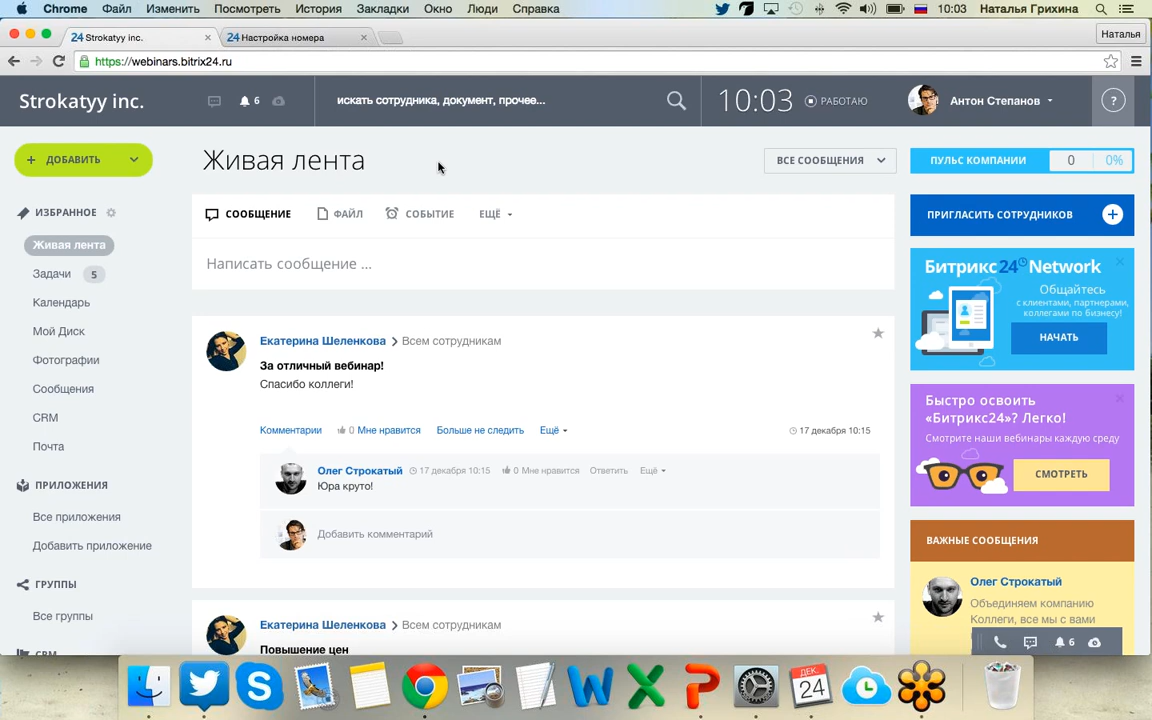 Chrome Файл Изменить Посмотреть История Закладки Окно Люди Справка 10:03 Наталья Грихина
24 Strokatyy inc. 24 Настройка номера Наталья
https://webinars.bitrix24.ru
Strokatyy inc. 6 искать сотрудника, документ, прочее... 10:03 РАБОТАЮ Антон Степанов ?
+ ДОБАВИТЬ
Живая лента
ВСЕ СООБЩЕНИЯ
ПУЛЬС КОМПАНИИ 0 0%
ИЗБРАННОЕ
Живая лента
Задачи 5
Календарь
Мой Диск
Фотографии
Сообщения
CRM
Почта
ПРИЛОЖЕНИЯ
Все приложения
Добавить приложение
ГРУППЫ
Все группы
CRM
СООБЩЕНИЕ ФАЙЛ СОБЫТИЕ ЕЩЁ
Написать сообщение ...
Екатерина Шеленкова > Всем сотрудникам
За отличный вебинар!
Спасибо коллеги!
Комментарии 0 Мне нравится Больше не следить Ещё 17 декабря 10:15
Олег Строкатый 17 декабря 10:15 0 Мне нравится Ответить Ещё
Юра круто!
Добавить комментарий
Екатерина Шеленкова > Всем сотрудникам
Повышение цен
ПРИГЛАСИТЬ СОТРУДНИКОВ +
Битрикс24 Network
Общайтесь
с клиентами, партнерами,
коллегами по бизнесу!
НАЧАТЬ
Быстро освоить
«Битрикс24»? Легко!
Смотрите наши вебинары каждую среду
СМОТРЕТЬ
ВАЖНЫЕ СООБЩЕНИЯ
Олег Строкатый
Объединяем компанию
Коллеги, все мы с вами
6
ДЕК.
24